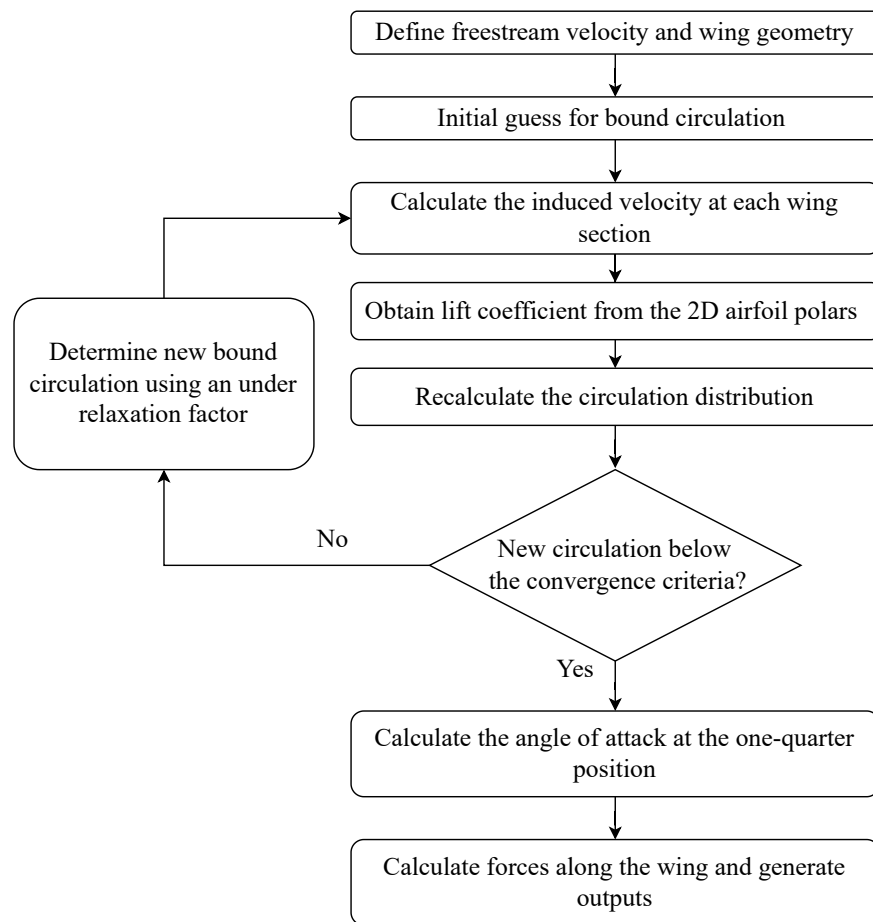 Define freestream velocity and wing geometry
Initial guess for bound circulation
Calculate the induced velocity at each wing
section
Obtain lift coefficient from the 2D airfoil polars
Determine new bound
circulation using an under
relaxation factor
Recalculate the circulation distribution
No
New circulation below
the convergence criteria?
Yes
Calculate the angle of attack at the one-quarter
position
Calculate forces along the wing and generate
outputs